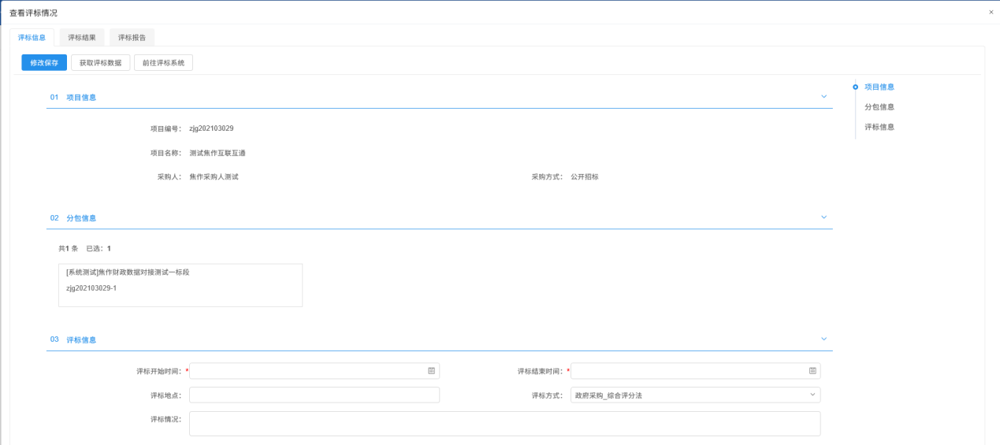 查看评标情况 ×
评标信息 评标结果 评标报告
修改保存 获取评标数据 前往评标系统
01 项目信息
项目编号： zjg202103029
项目名称： 测试焦作互联互通
采购人： 焦作采购人测试 采购方式： 公开招标
02 分包信息
共1 条 已选：1
[系统测试]焦作财政数据对接测试一标段
zjg202103029-1
03 评标信息
评标开始时间：* 评标结束时间：*
评标地点： 评标方式： 政府采购_综合评分法
评标情况：
项目信息
分包信息
评标信息